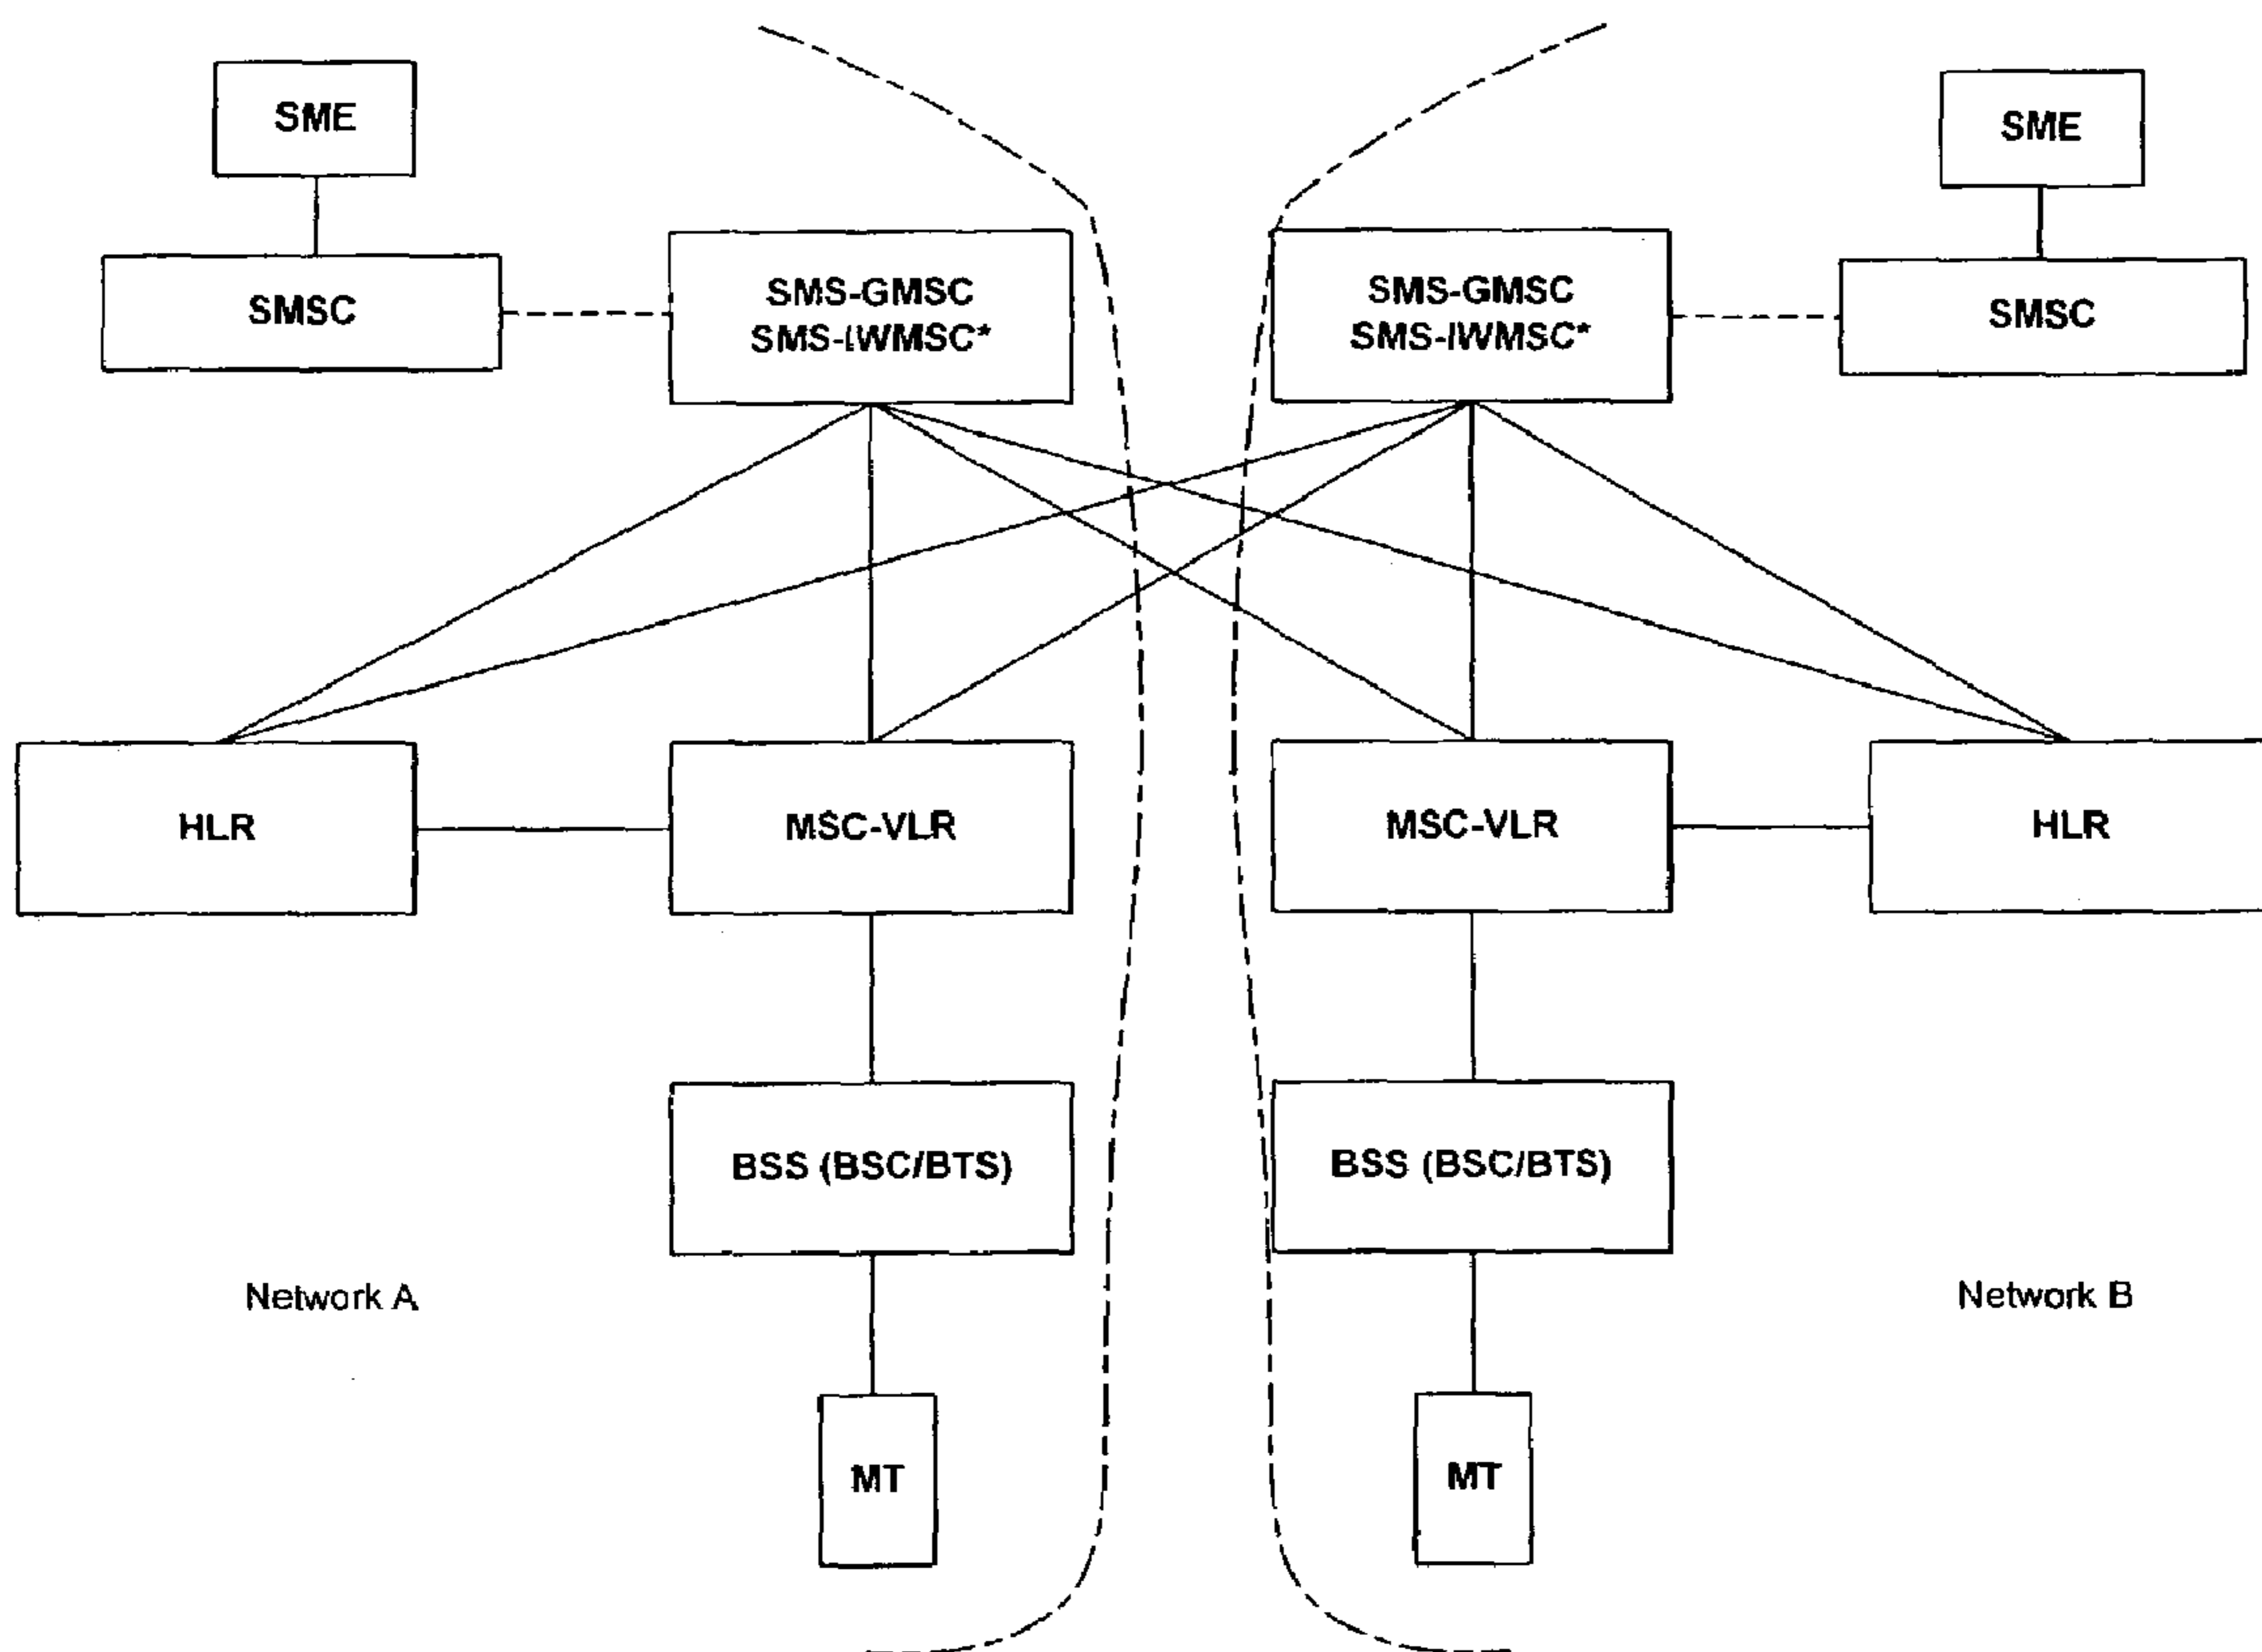 SME
SME
SMSC
SMS-GMSC
SMS-IWMSC*
SMS-GMSC
SMS-IWMSC*
SMSC
HLR
MSC-VLR
MSC-VLR
HLR
BSS (BSC/BTS)
BSS (BSC/BTS)
Network A
Network B
MT
MT